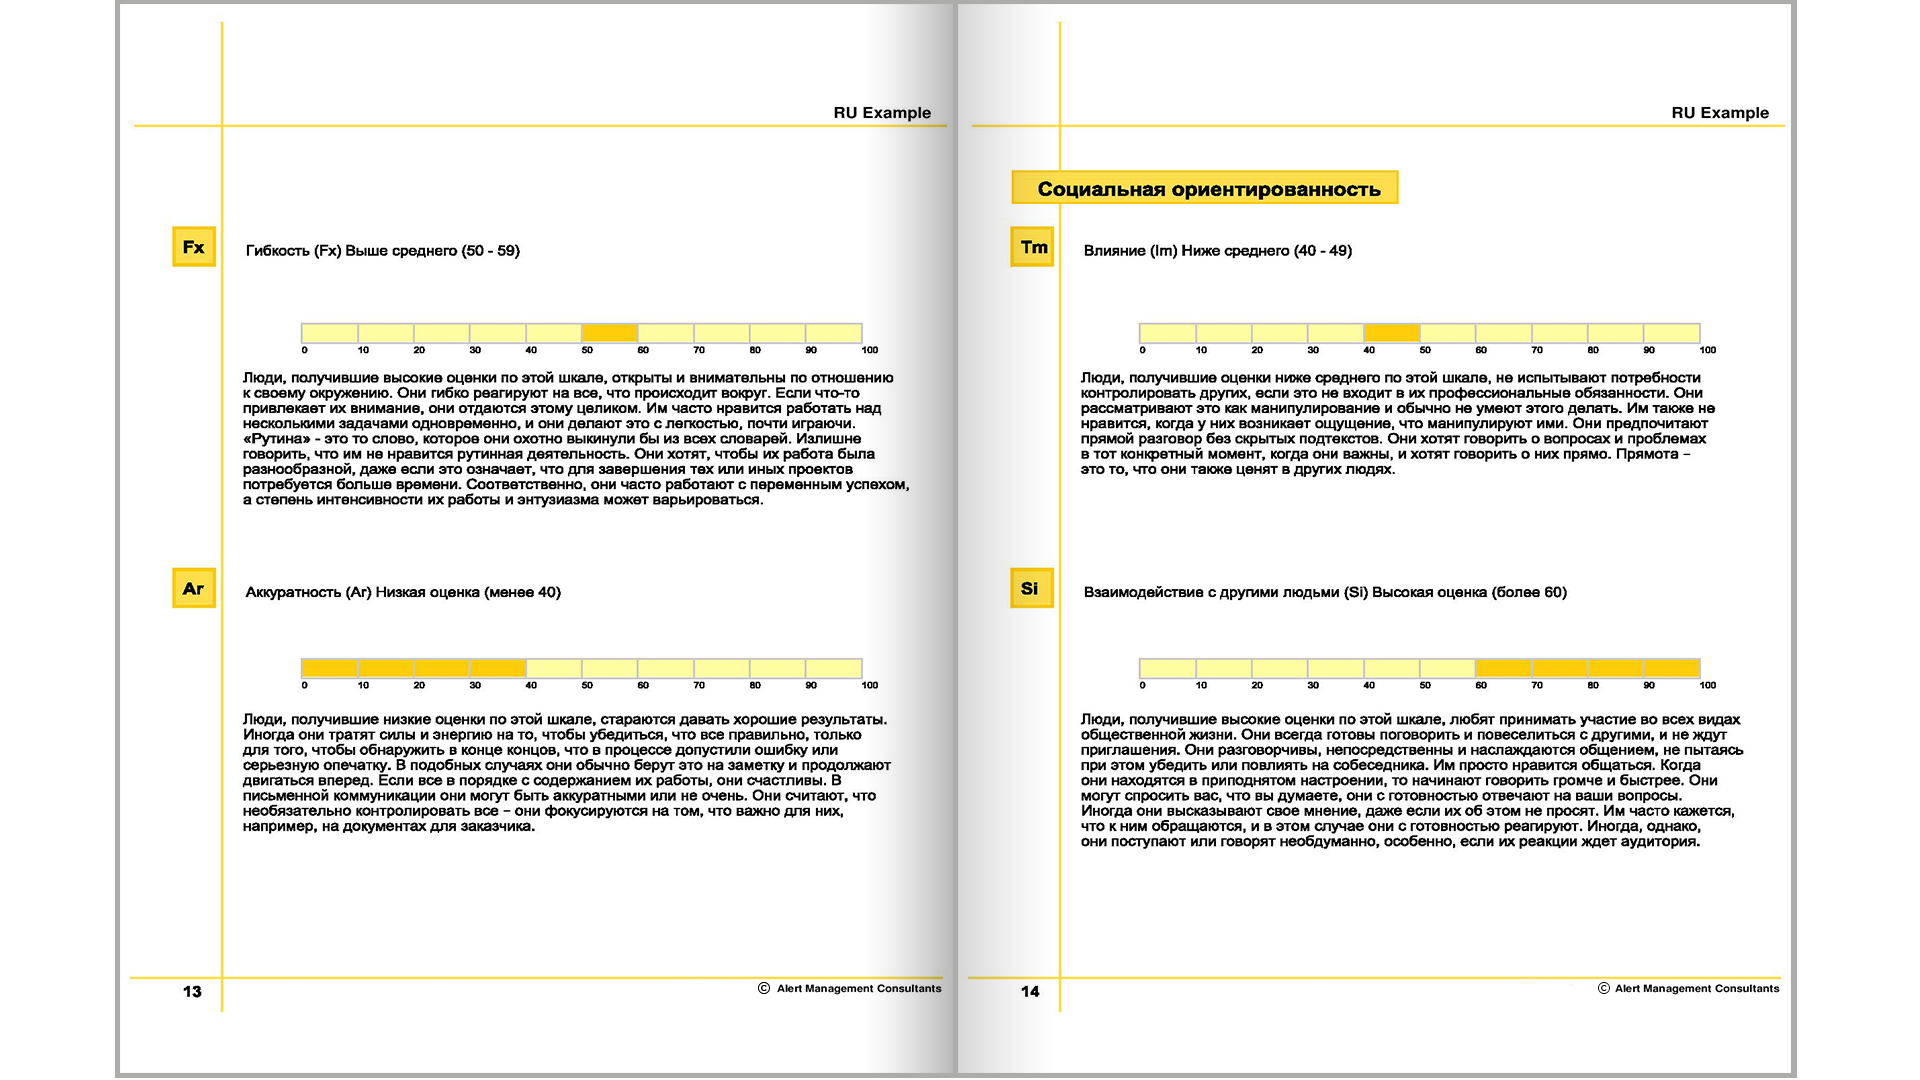 RU Example
Fx
Гибкость (Fx) Выше среднего (50 - 59)
0 10 20 30 40 50 60 70 80 90 100
Люди, получившие высокие оценки по этой шкале, открыты и внимательны по отношению
к своему окружению. Они гибко реагируют на все, что происходит вокруг. Если что-то
привлекает их внимание, они отдаются этому целиком. Им часто нравится работать над
несколькими задачами одновременно, и они делают это с легкостью, почти играючи.
«Рутина» - это то слово, которое они охотно выкинули бы из всех словарей. Излишне
говорить, что им не нравится рутинная деятельность. Они хотят, чтобы их работа была
разнообразной, даже если это означает, что для завершения тех или иных проектов
потребуется больше времени. Соответственно, они часто работают с переменным успехом,
а степень интенсивности их работы и энтузиазма может варьироваться.
Ar
Аккуратность (Ar) Низкая оценка (менее 40)
0 10 20 30 40 50 60 70 80 90 100
Люди, получившие низкие оценки по этой шкале, стараются давать хорошие результаты.
Иногда они тратят силы и энергию на то, чтобы убедиться, что все правильно, только
для того, чтобы обнаружить в конце концов, что в процессе допустили ошибку или
серьезную опечатку. В подобных случаях они обычно берут это на заметку и продолжают
двигаться вперед. Если все в порядке с содержанием их работы, они счастливы. В
письменной коммуникации они могут быть аккуратными или не очень. Они считают, что
необязательно контролировать все – они фокусируются на том, что важно для них,
например, на документах для заказчика.
13
© Alert Management Consultants
RU Example
Социальная ориентированность
Tm
Влияние (Im) Ниже среднего (40 - 49)
0 10 20 30 40 50 60 70 80 90 100
Люди, получившие оценки ниже среднего по этой шкале, не испытывают потребности
контролировать других, если это не входит в их профессиональные обязанности. Они
рассматривают это как манипулирование и обычно не умеют этого делать. Им также не
нравится, когда у них возникает ощущение, что манипулируют ими. Они предпочитают
прямой разговор без скрытых подтекстов. Они хотят говорить о вопросах и проблемах
в тот конкретный момент, когда они важны, и хотят говорить о них прямо. Прямота –
это то, что они также ценят в других людях.
Si
Взаимодействие с другими людьми (Si) Высокая оценка (более 60)
0 10 20 30 40 50 60 70 80 90 100
Люди, получившие высокие оценки по этой шкале, любят принимать участие во всех видах
общественной жизни. Они всегда готовы поговорить и повеселиться с другими, и не ждут
приглашения. Они разговорчивы, непосредственны и наслаждаются общением, не пытаясь
при этом убедить или повлиять на собеседника. Им просто нравится общаться. Когда
они находятся в приподнятом настроении, то начинают говорить громче и быстрее. Они
могут спросить вас, что вы думаете, они с готовностью отвечают на ваши вопросы.
Иногда они высказывают свое мнение, даже если их об этом не просят. Им часто кажется,
что к ним обращаются, и в этом случае они с готовностью реагируют. Иногда, однако,
они поступают или говорят необдуманно, особенно, если их реакции ждет аудитория.
14
© Alert Management Consultants